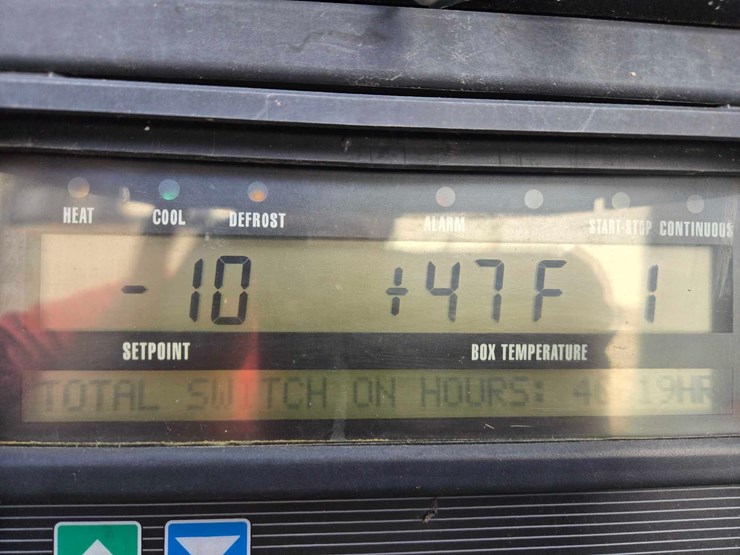 HEAT COOL DEFROST ALARM START-STOP CONTINUOUS
-10 +47F 1
SETPOINT BOX TEMPERATURE
TOTAL SWITCH ON HOURS: